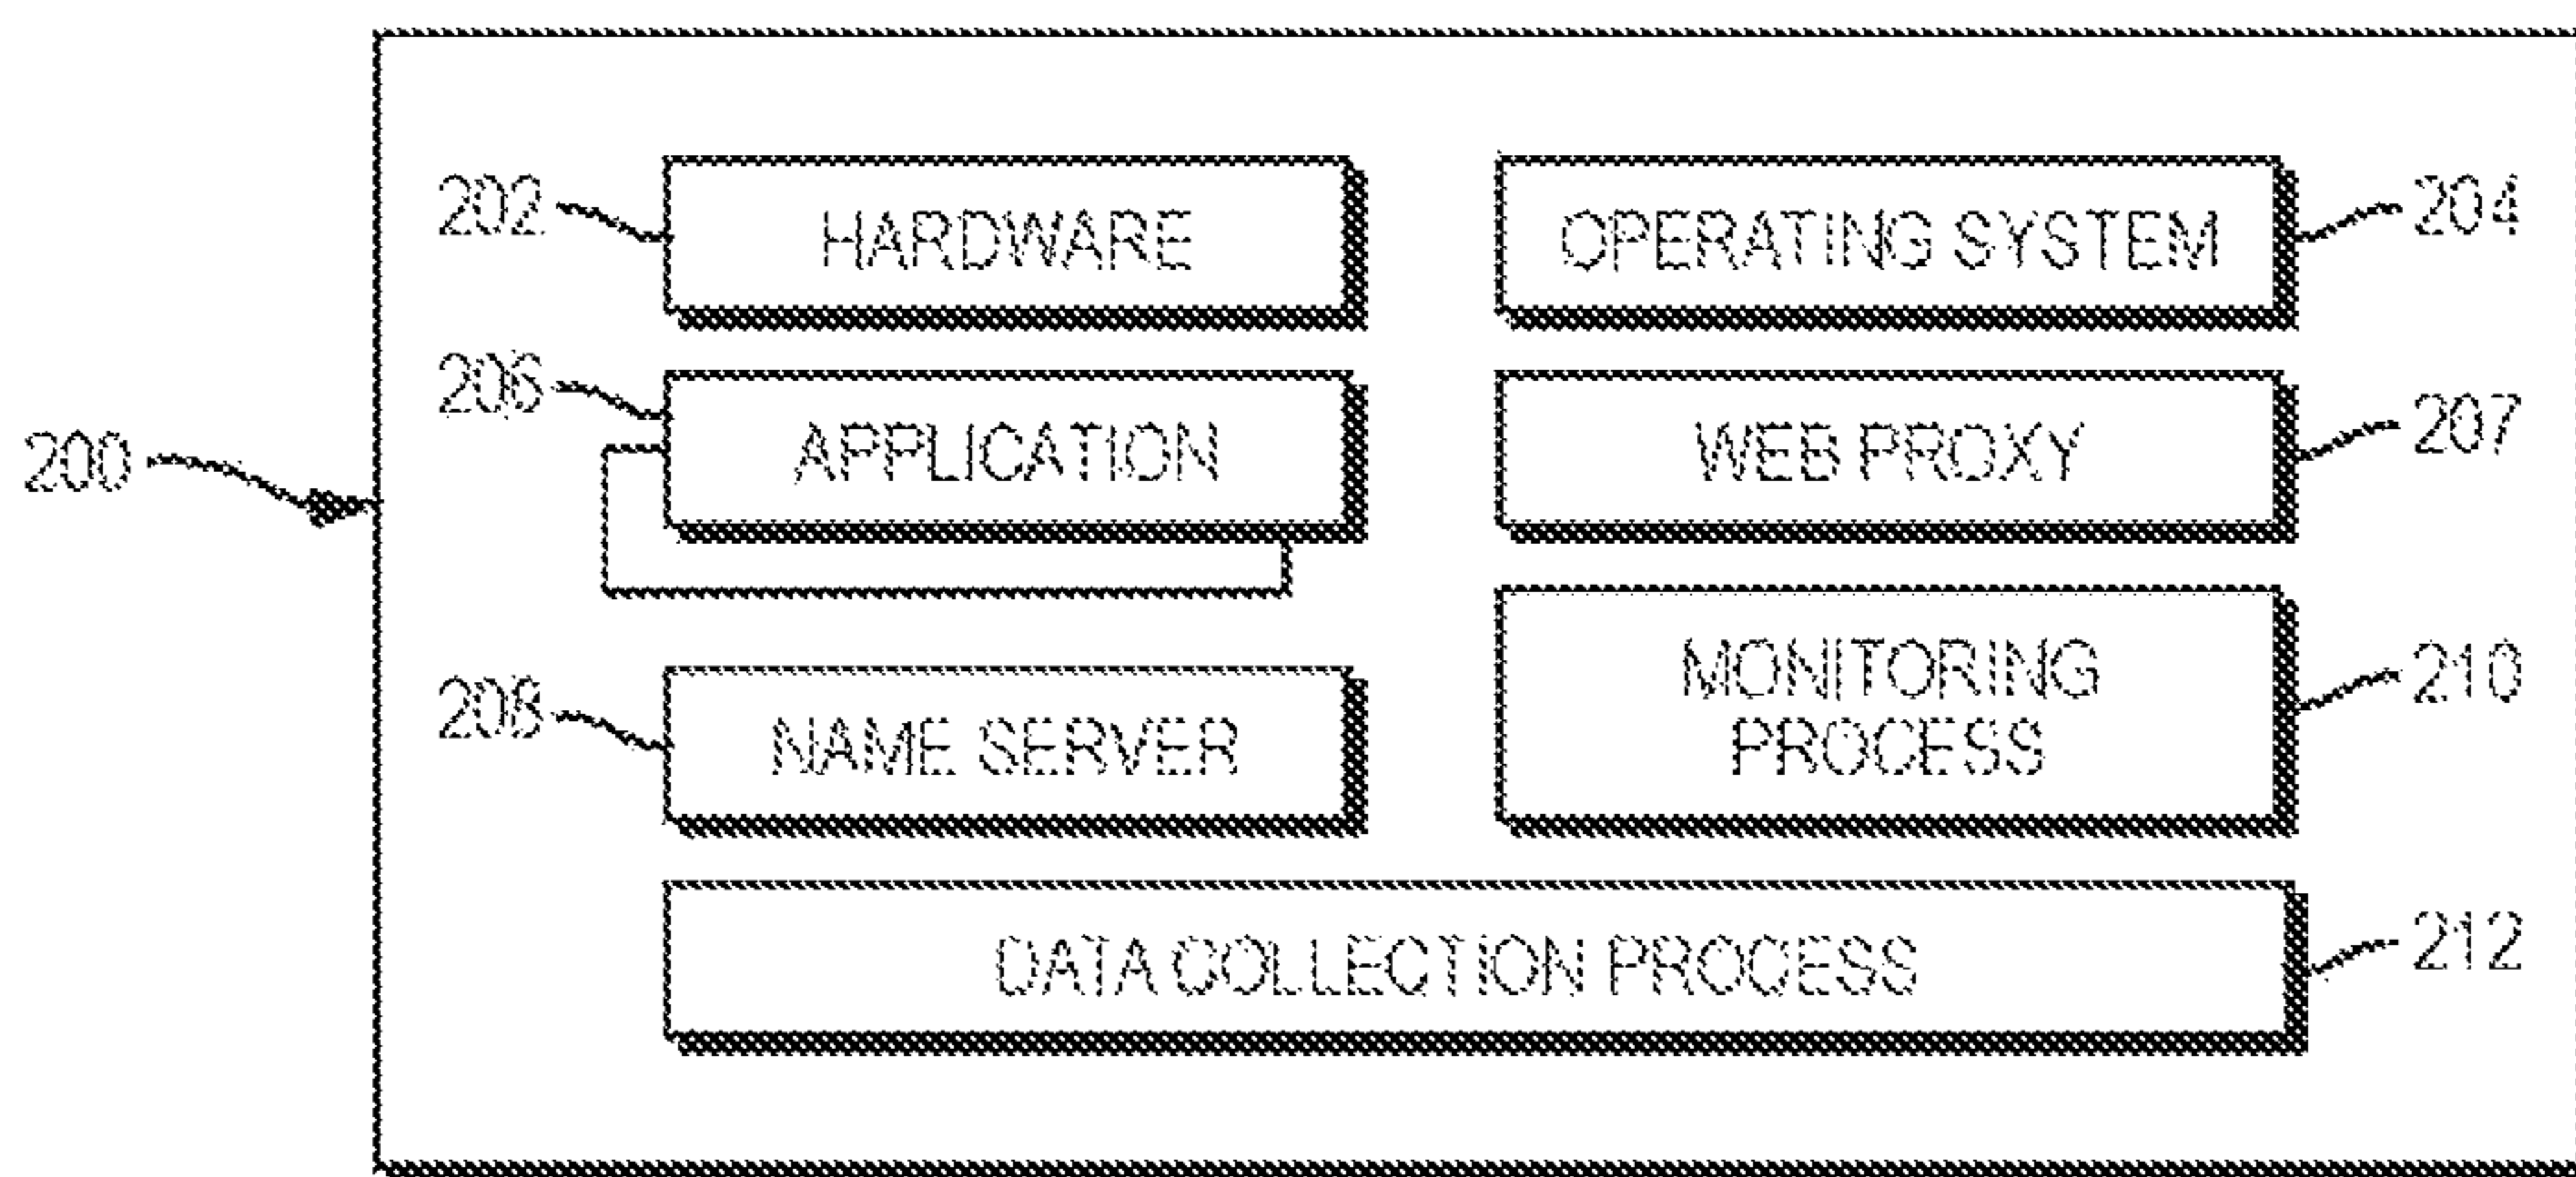 202
HARDWARE
OPERATING SYSTEM
204
206
APPLICATION
WEB PROXY
207
200
208
NAME SERVER
MONITORING
PROCESS
210
DATA COLLECTION PROCESS
212